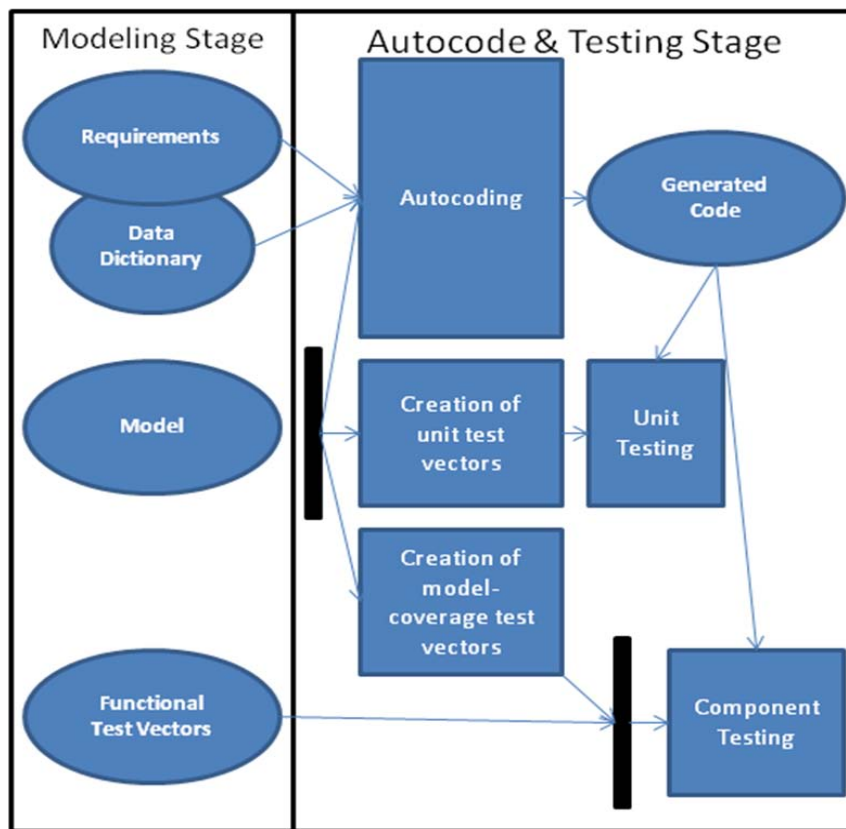 Modeling Stage
Autocode & Testing Stage
Requirements
Data
Dictionary
Autocoding
Generated
Code
Model
Creation of
unit test
vectors
Unit
Testing
Creation of
model-
coverage test
vectors
Functional
Test Vectors
Component
Testing